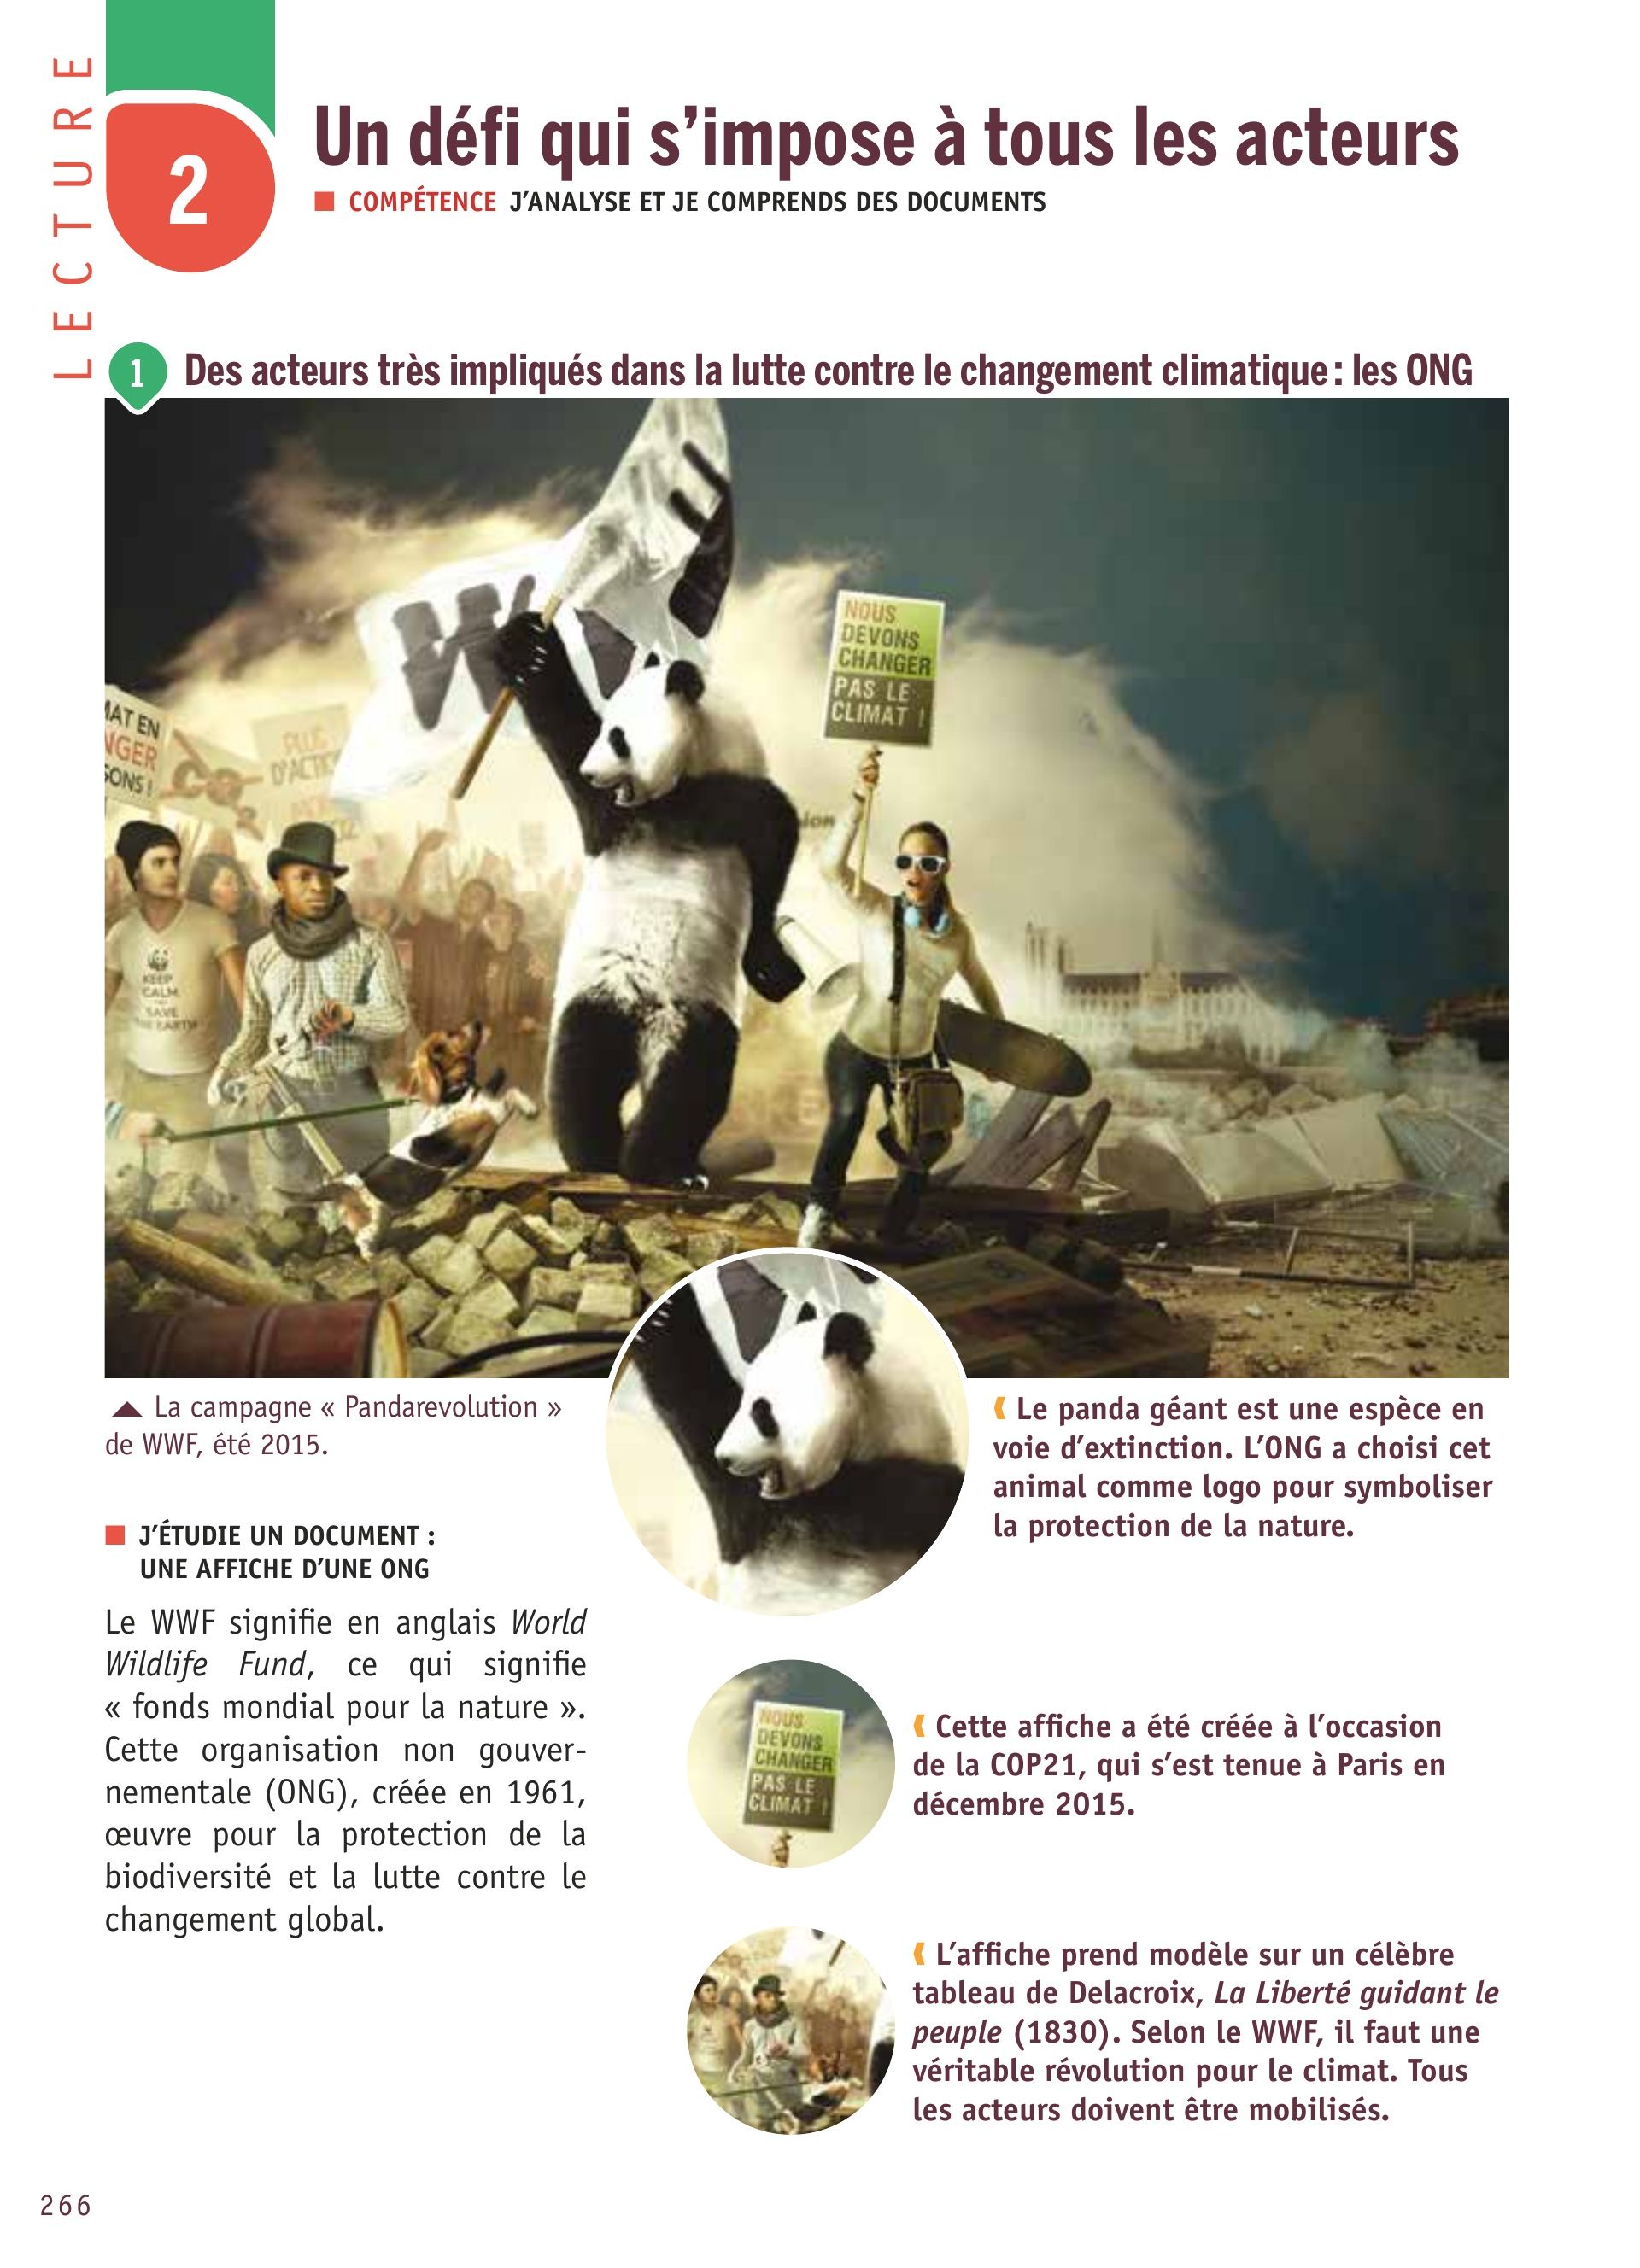 LECTURE
2
Un défi qui s’impose à tous les acteurs
■ COMPÉTENCE J’ANALYSE ET JE COMPRENDS DES DOCUMENTS
1 Des acteurs très impliqués dans la lutte contre le changement climatique : les ONG
NOUS
DEVONS
CHANGER
PAS LE
CLIMAT !
MAT EN
NGER
SONS !
PLUS
D'ACTE
KEEP
CALM
SAVE
EARTH
La campagne « Pandarevolution »
de WWF, été 2015.
■ J’ÉTUDIE UN DOCUMENT :
UNE AFFICHE D’UNE ONG
Le WWF signifie en anglais World
Wildlife Fund, ce qui signifie
« fonds mondial pour la nature ».
Cette organisation non gouver-
nementale (ONG), créée en 1961,
œuvre pour la protection de la
biodiversité et la lutte contre le
changement global.
Le panda géant est une espèce en
voie d’extinction. L’ONG a choisi cet
animal comme logo pour symboliser
la protection de la nature.
NOUS
DEVONS
CHANGER
PAS LE
CLIMAT !
Cette affiche a été créée à l’occasion
de la COP21, qui s’est tenue à Paris en
décembre 2015.
L’affiche prend modèle sur un célèbre
tableau de Delacroix, La Liberté guidant le
peuple (1830). Selon le WWF, il faut une
véritable révolution pour le climat. Tous
les acteurs doivent être mobilisés.
266